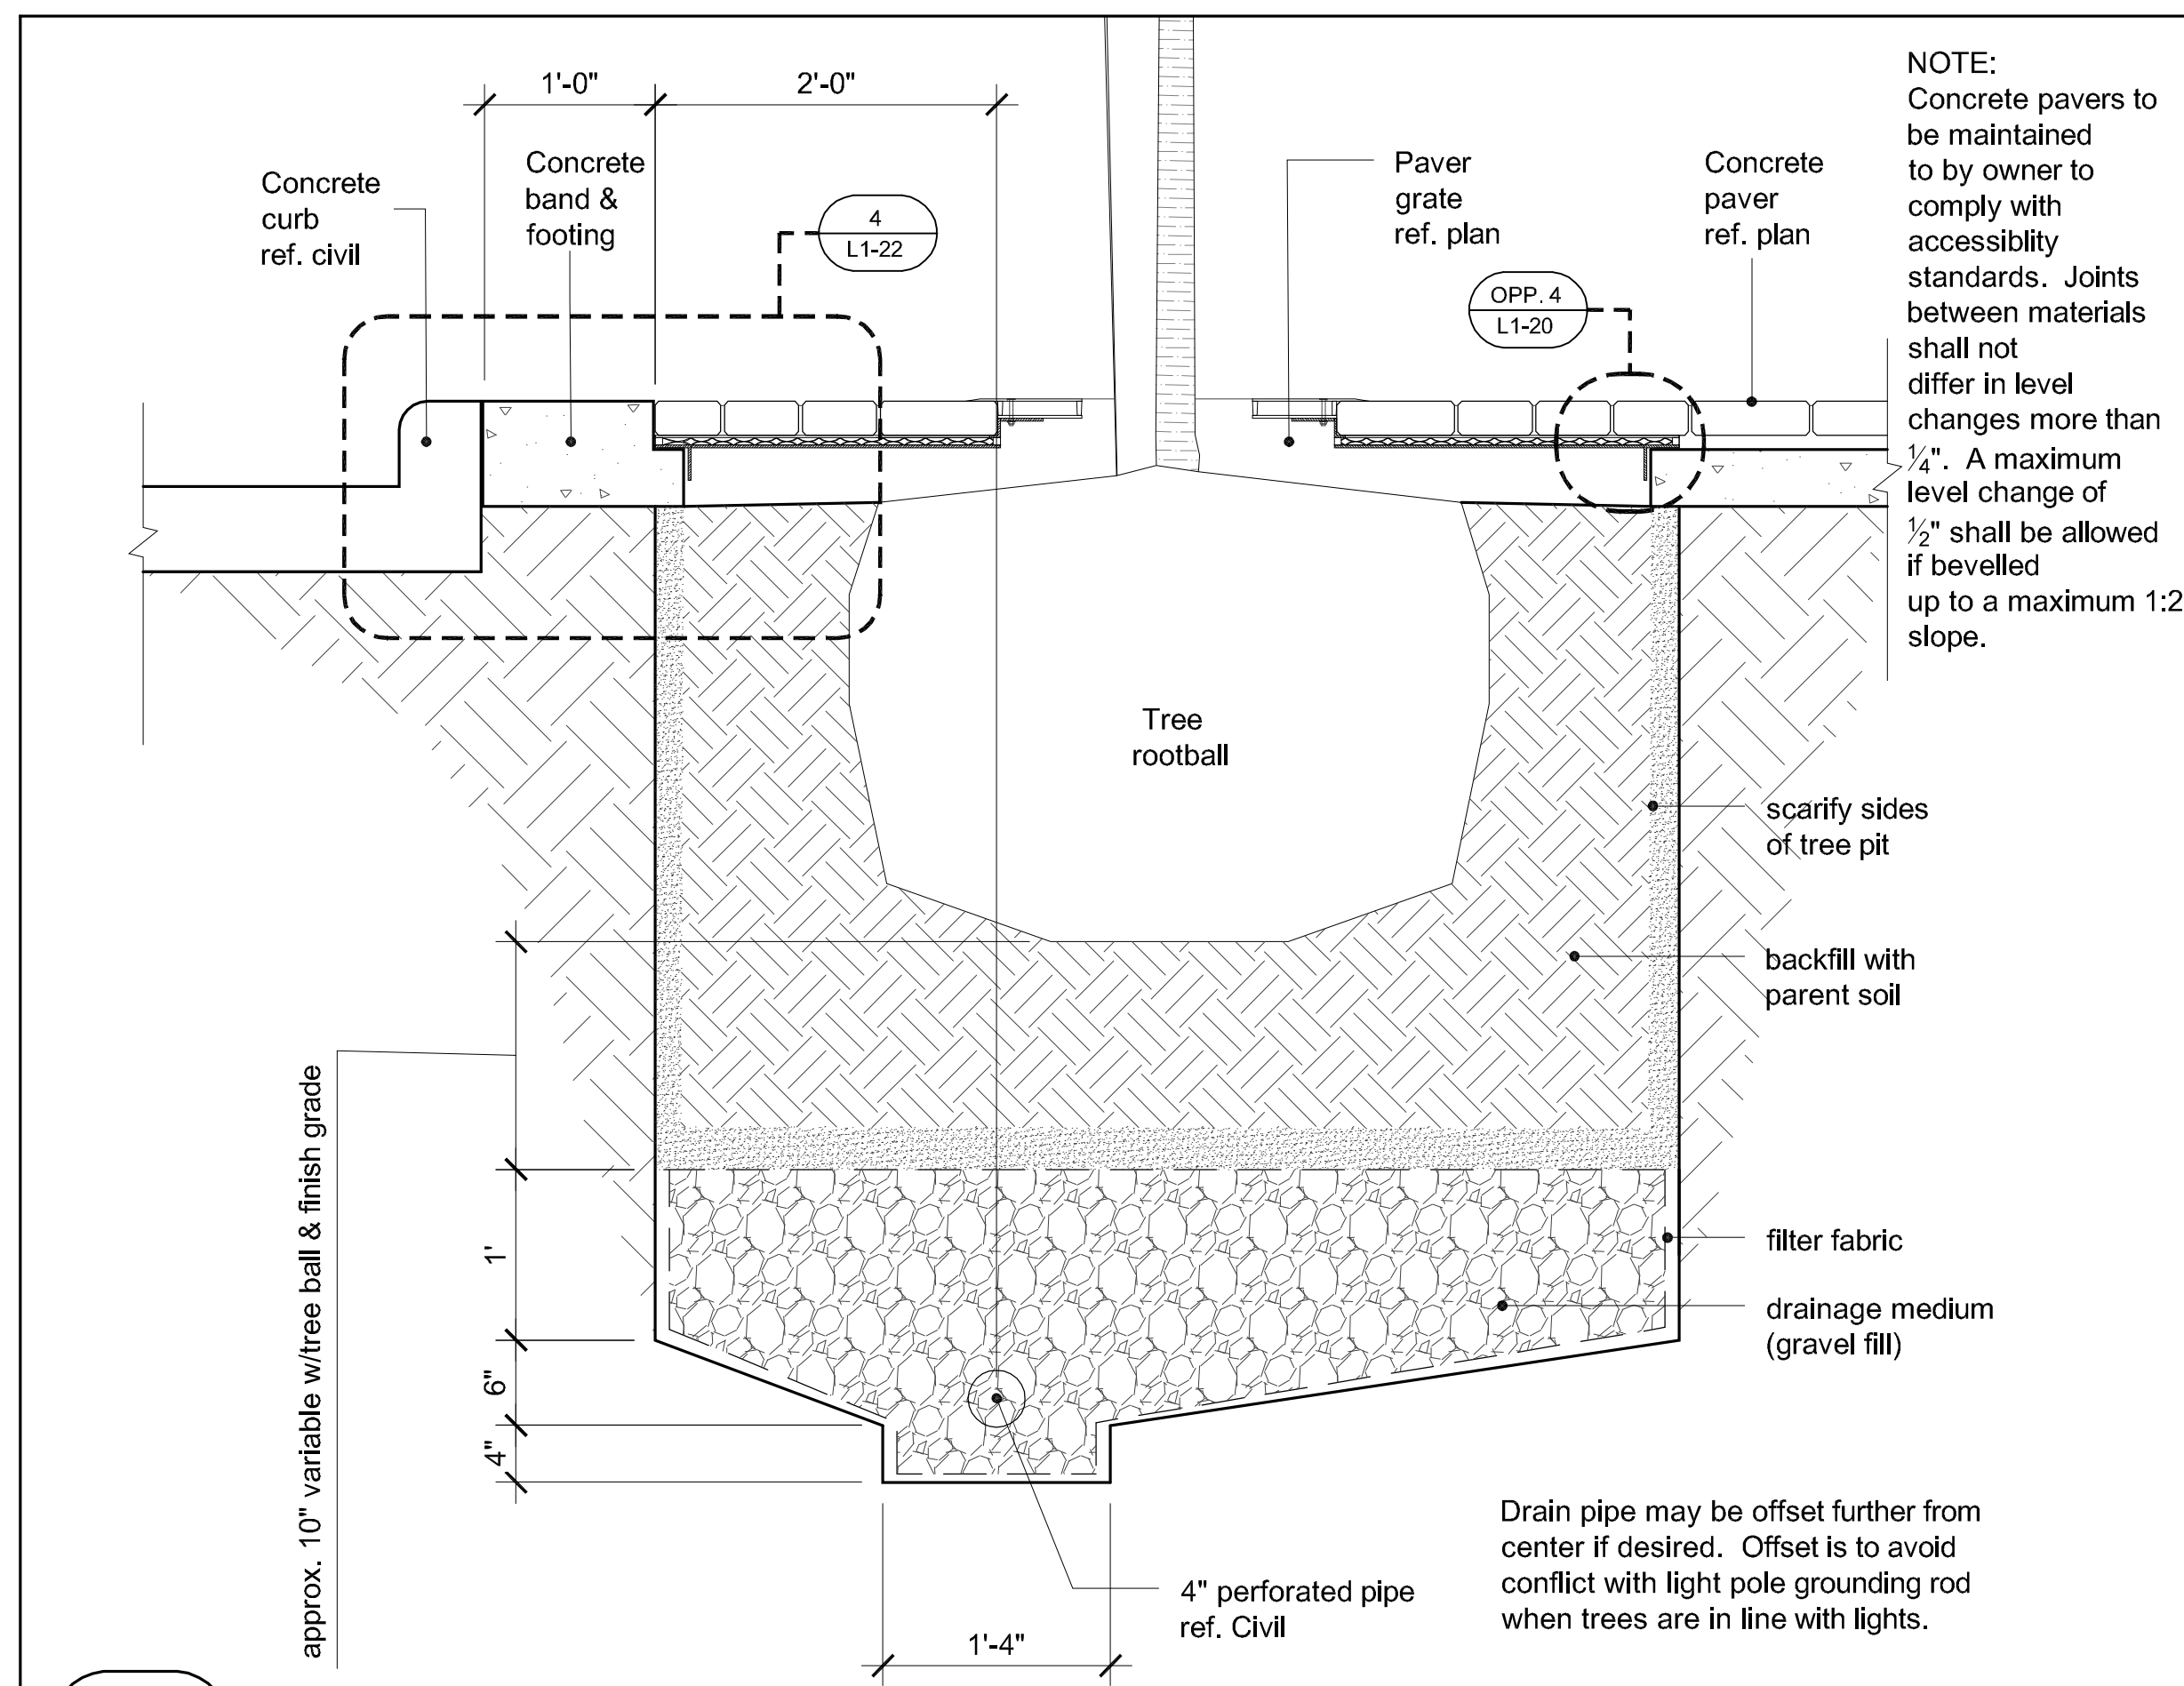 1'-0"
2'-0"
NOTE:
Concrete pavers to
be maintained
to by owner to
comply with
accessiblity
standards. Joints
between materials
shall not
differ in level
changes more than
¼". A maximum
level change of
½" shall be allowed
if bevelled
up to a maximum 1:2
slope.
Concrete
curb
ref. civil
Concrete
band &
footing
4
L1-22
Paver
grate
ref. plan
Concrete
paver
ref. plan
OPP. 4
L1-20
Tree
rootball
scarify sides
of tree pit
backfill with
parent soil
approx. 10" variable w/tree ball & finish grade
1'
6"
4"
filter fabric
drainage medium
(gravel fill)
4" perforated pipe
ref. Civil
1'-4"
Drain pipe may be offset further from
center if desired. Offset is to avoid
conflict with light pole grounding rod
when trees are in line with lights.